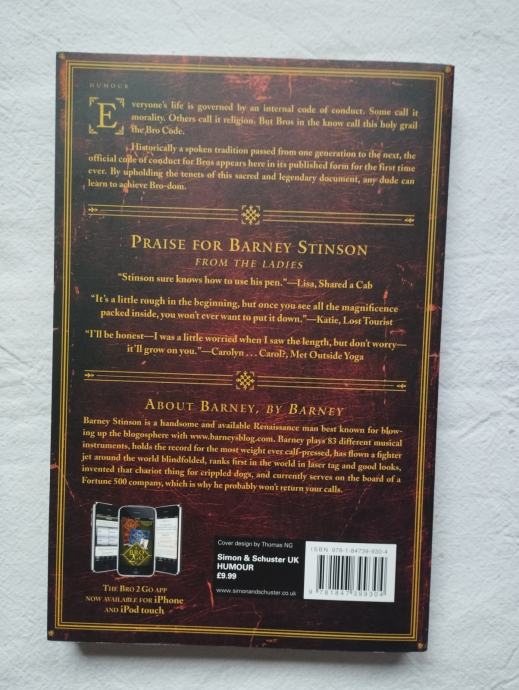 HUMOUR
Everyone's life is governed by an internal code of conduct. Some call it
morality. Others call it religion. But Bros in the know call this holy grail
the Bro Code.
Historically a spoken tradition passed from one generation to the next, the
official code of conduct for Bros appears here in its published form for the first time
ever. By upholding the tenets of this sacred and legendary document, any dude can
learn to achieve Bro-dom.
PRAISE FOR BARNEY STINSON
FROM THE LADIES
"Stinson sure knows how to use his pen."—Lisa, Shared a Cab
"It's a little rough in the beginning, but once you see all the magnificence
packed inside, you won't ever want to put it down."—Katie, Lost Tourist
"I'll be honest—I was a little worried when I saw the length, but don't worry—
it'll grow on you."—Carolyn . . . Carol?, Met Outside Yoga
ABOUT BARNEY, BY BARNEY
Barney Stinson is a handsome and available Renaissance man best known for blow-
ing up the blogosphere with www.barneysblog.com. Barney plays 83 different musical
instruments, holds the record for the most weight ever calf-pressed, has flown a fighter
jet around the world blindfolded, ranks first in the world in laser tag and good looks,
invented that chariot thing for crippled dogs, and currently serves on the board of a
Fortune 500 company, which is why he probably won't return your calls.
BRO
THE BRO 2 GO APP
NOW AVAILABLE FOR iPHONE
AND iPOD TOUCH
Cover design by Thomas NG
Simon & Schuster UK
HUMOUR
£9.99
www.simonandschuster.co.uk
ISBN 978-1-84739-930-4
9 781847 399304